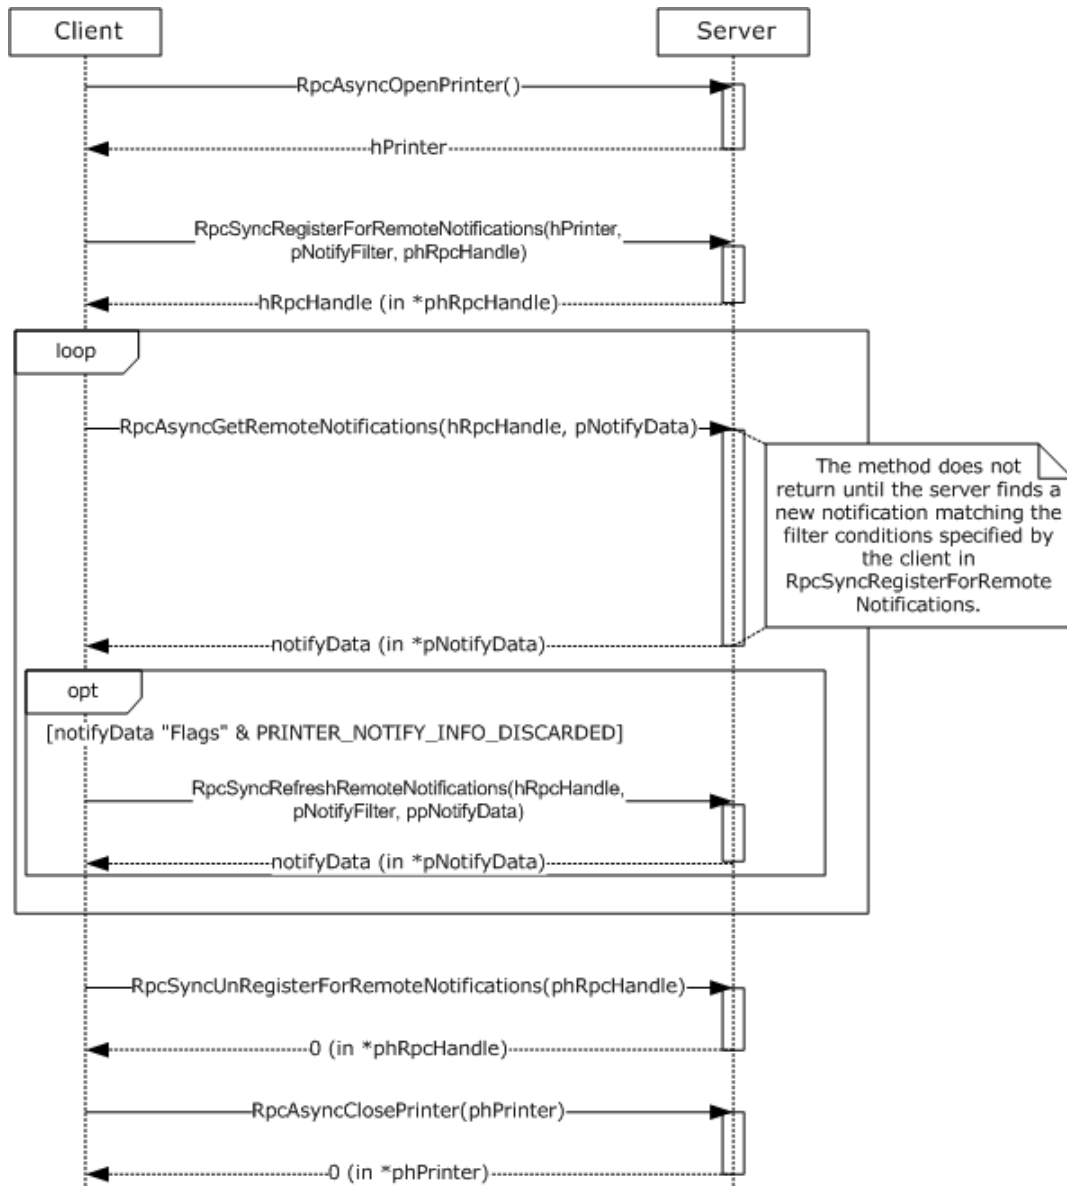 Client
Server
RpcAsyncOpenPrinter()
hPrinter
RpcSyncRegisterForRemoteNotifications(hPrinter,
pNotifyFilter, phRpcHandle)
hRpcHandle (in *phRpcHandle)
loop
RpcAsyncGetRemoteNotifications(hRpcHandle, pNotifyData)
The method does not
return until the server finds a
new notification matching the
filter conditions specified by
the client in
RpcSyncRegisterForRemote
Notifications.
notifyData (in *pNotifyData)
opt
[notifyData "Flags" & PRINTER_NOTIFY_INFO_DISCARDED]
RpcSyncRefreshRemoteNotifications(hRpcHandle,
pNotifyFilter, ppNotifyData)
notifyData (in *pNotifyData)
RpcSyncUnRegisterForRemoteNotifications(phRpcHandle)
0 (in *phRpcHandle)
RpcAsyncClosePrinter(phPrinter)
0 (in *phPrinter)